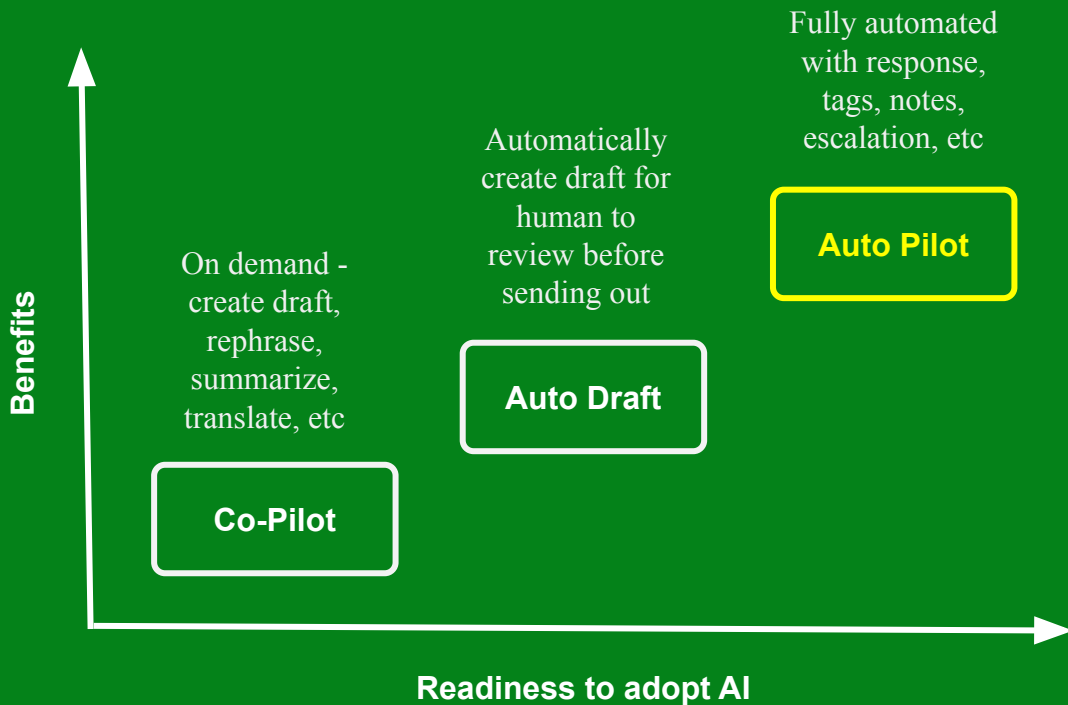 Fully automated
with response,
tags, notes,
escalation, etc
Auto Pilot
Automatically
create draft for
human to
review before
sending out
Auto Draft
On demand -
create draft,
rephrase,
summarize,
translate, etc
Co-Pilot
Benefits
Readiness to adopt AI